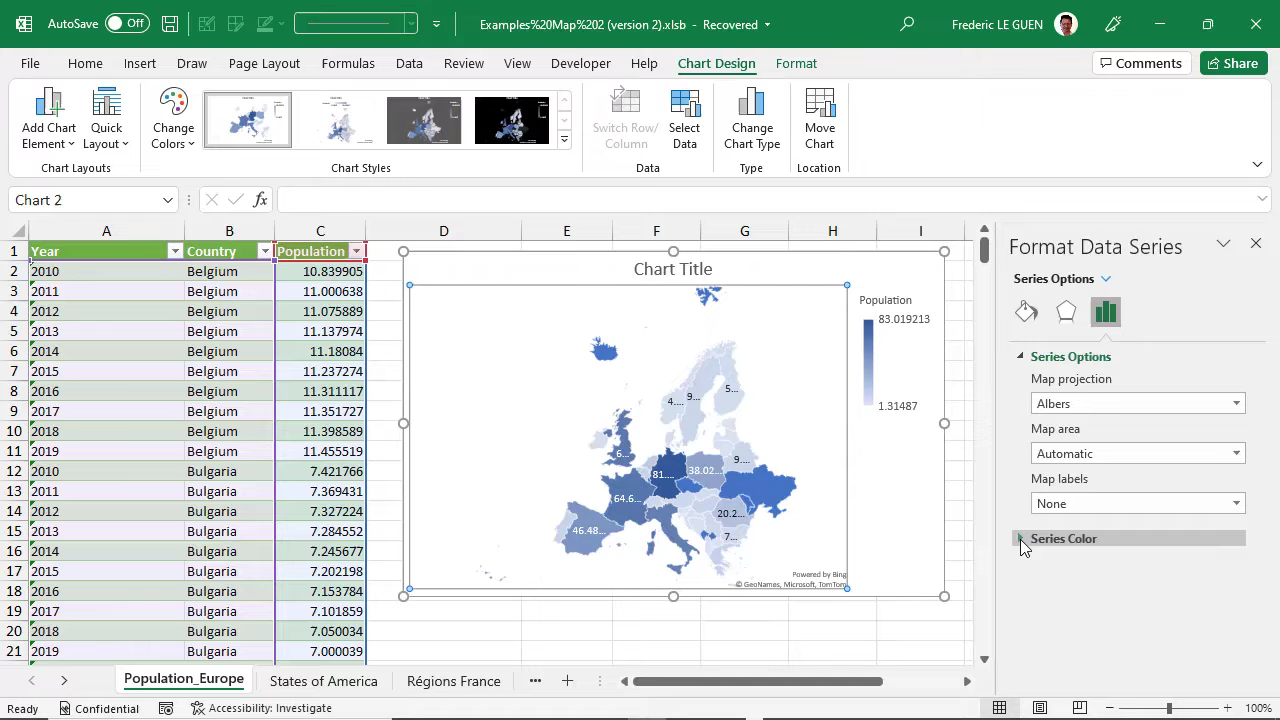 AutoSave Off Examples%20Map%202 (version 2).xlsb - Recovered Frederic LE GUEN
File Home Insert Draw Page Layout Formulas Data Review View Developer Help Chart Design Format Comments Share
Add Chart Element Quick Layout Change Colors Switch Row/ Column Select Data Change Chart Type Move Chart
Chart Layouts Chart Styles Data Type Location
Chart 2 fx
A B C D E F G H I
1 Year Country Population
2 2010 Belgium 10.839905
3 2011 Belgium 11.000638
4 2012 Belgium 11.075889
5 2013 Belgium 11.137974
6 2014 Belgium 11.18084
7 2015 Belgium 11.237274
8 2016 Belgium 11.311117
9 2017 Belgium 11.351727
10 2018 Belgium 11.398589
11 2019 Belgium 11.455519
12 2010 Bulgaria 7.421766
13 2011 Bulgaria 7.369431
14 2012 Bulgaria 7.327224
15 2013 Bulgaria 7.284552
16 2014 Bulgaria 7.245677
17 2015 Bulgaria 7.202198
18 2016 Bulgaria 7.153784
19 2017 Bulgaria 7.101859
20 2018 Bulgaria 7.050034
21 2019 Bulgaria 7.000039
Chart Title
Population
83.019213
1.31487
4.... 9... 5...
6... 81.... 38.02... 9....
64.6...
46.48... 20.2...
7...
Powered by Bing
© GeoNames, Microsoft, TomTom
Format Data Series
Series Options
Series Options
Map projection
Albers
Map area
Automatic
Map labels
None
Series Color
Population_Europe States of America Régions France ...
Ready Confidential Accessibility: Investigate 100%